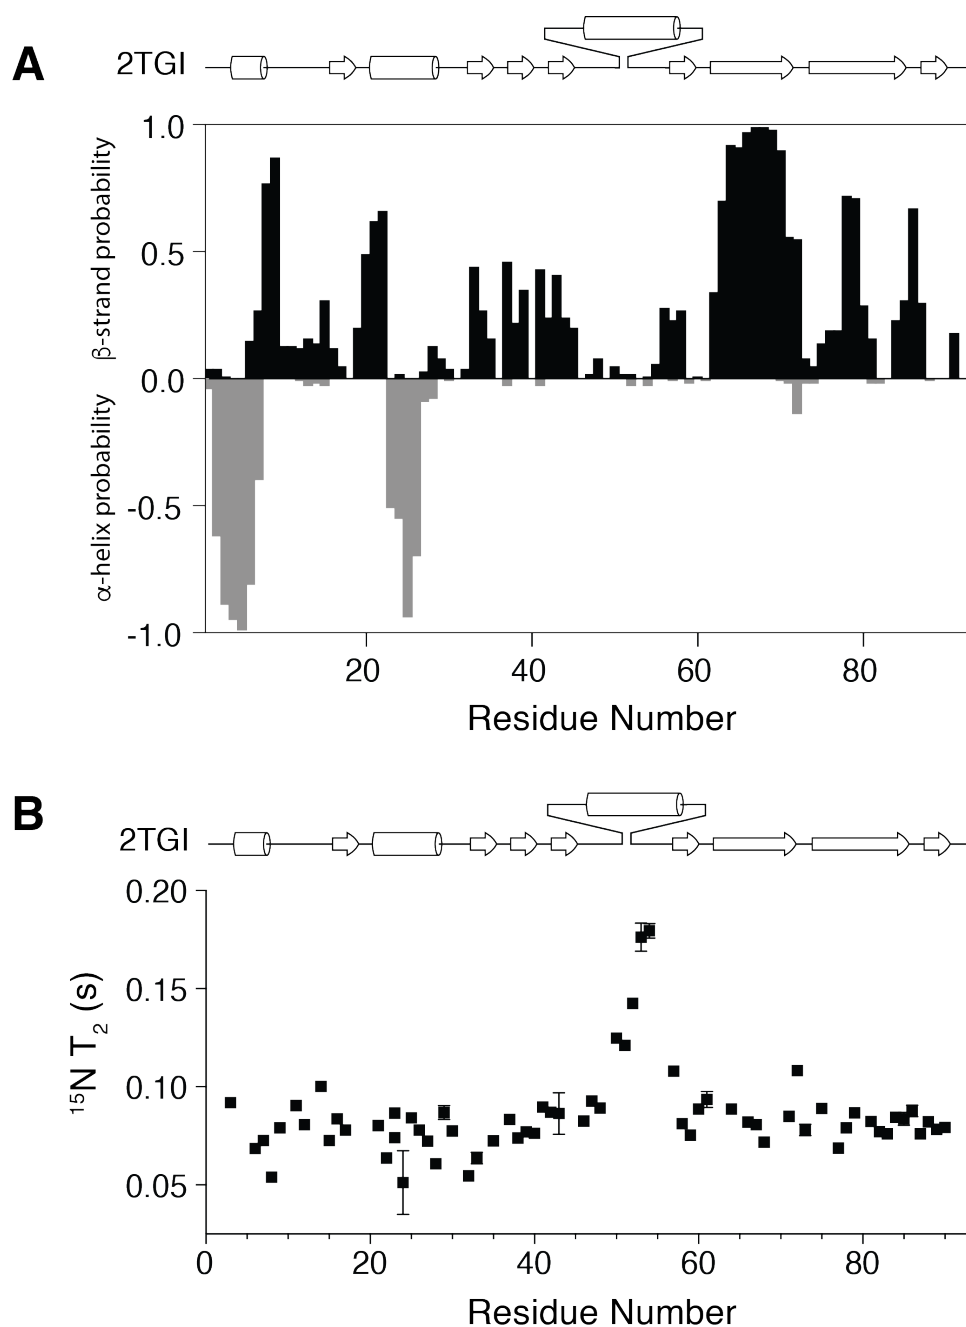 A
2TGI
1.0
0.5
0.0
-0.5
-1.0
β-strand probability
α-helix probability
20 40 60 80
Residue Number
B
2TGI
0.20
0.15
0.10
0.05
15N T2 (s)
0 20 40 60 80
Residue Number